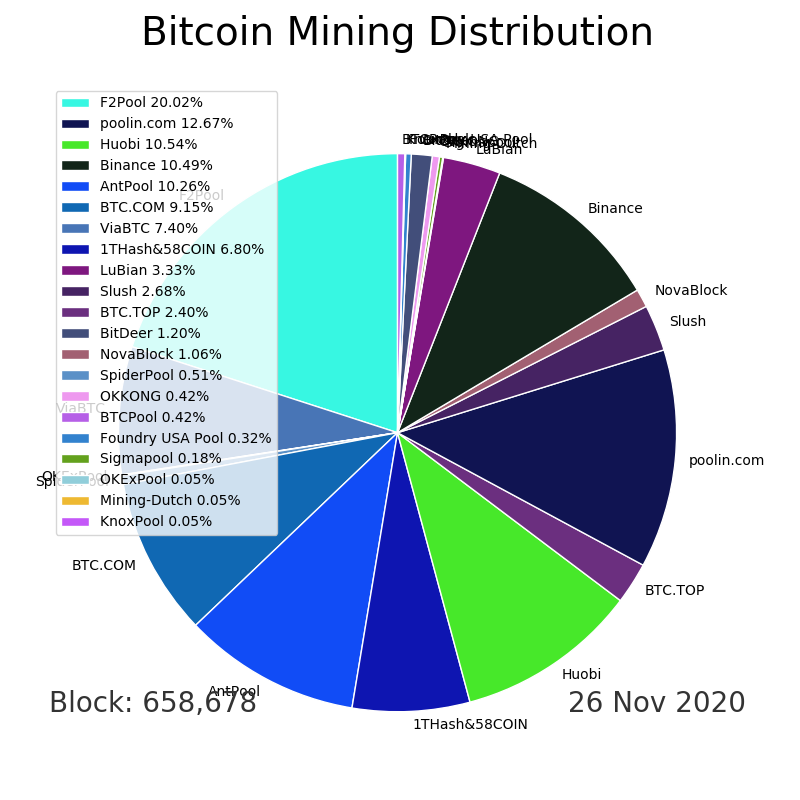 Bitcoin Mining Distribution
F2Pool 20.02%
poolin.com 12.67%
Huobi 10.54%
Binance 10.49%
AntPool 10.26%
BTC.COM 9.15%
ViaBTC 7.40%
1THash&58COIN 6.80%
LuBian 3.33%
Slush 2.68%
BTC.TOP 2.40%
BitDeer 1.20%
NovaBlock 1.06%
SpiderPool 0.51%
OKKONG 0.42%
BTCPool 0.42%
Foundry USA Pool 0.32%
Sigmapool 0.18%
OKExPool 0.05%
Mining-Dutch 0.05%
KnoxPool 0.05%
F2Pool
ViaBTC
BTC.COM
AntPool
1THash&58COIN
Huobi
BTC.TOP
poolin.com
Slush
NovaBlock
Binance
LuBian
Block: 658,678
26 Nov 2020